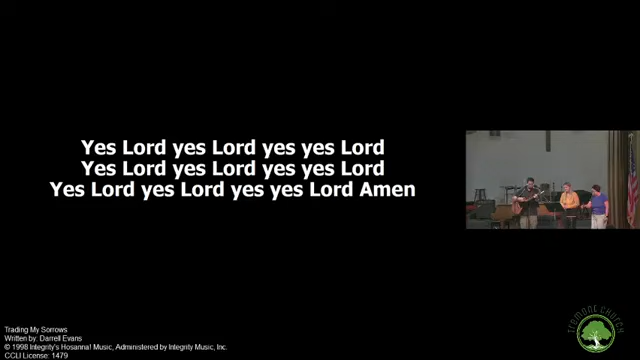 Yes Lord yes Lord yes yes Lord
Yes Lord yes Lord yes yes Lord
Yes Lord yes Lord yes yes Lord Amen
Trading My Sorrows
Written by: Darrell Evans
© 1998 Integrity's Hosanna! Music, Administered by Integrity Music, Inc.
CCLI License: 1479
TREMONT CHURCH